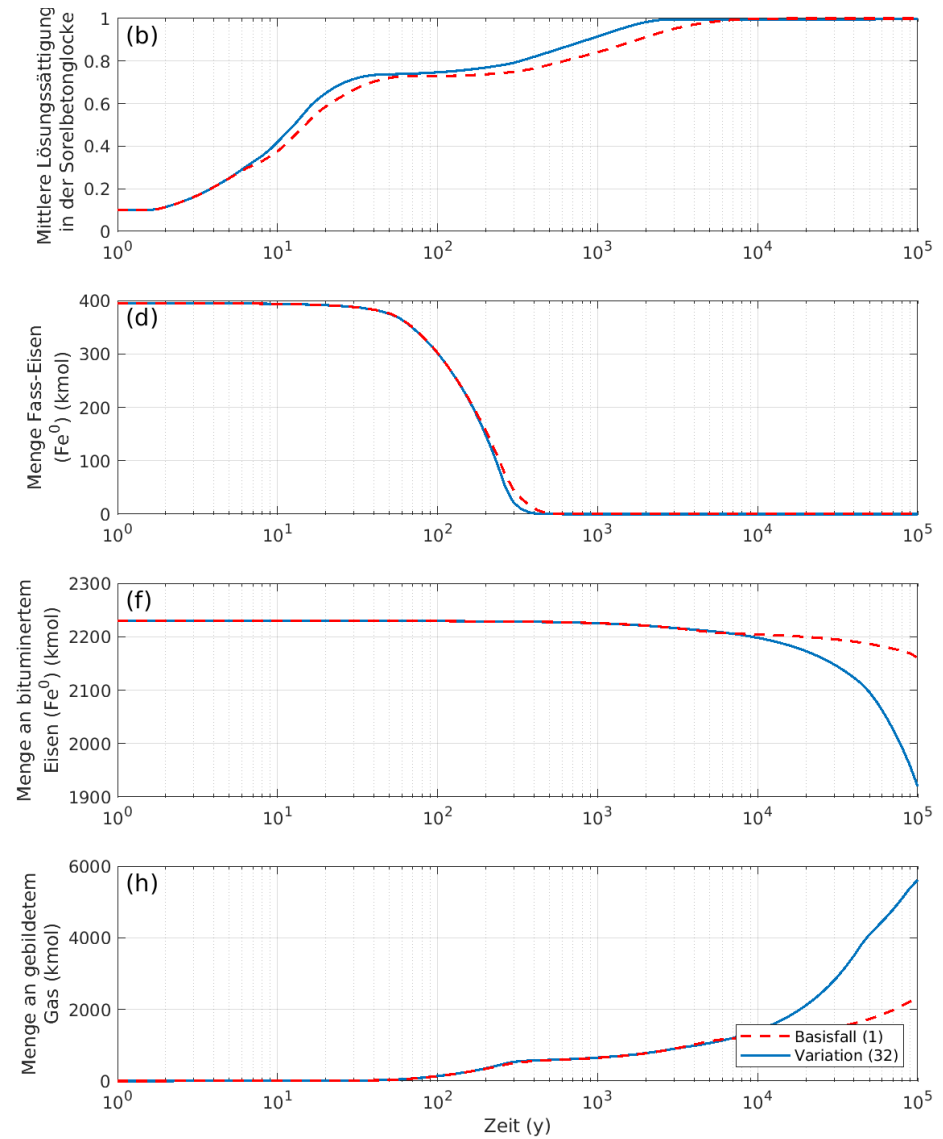 (b)
Mittlere Lösungssättigung
in der Sorelbetonglocke
1
0.8
0.6
0.4
0.2
0
10^0 10^1 10^2 10^3 10^4 10^5
(d)
Menge Fass-Eisen
(Fe^0) (kmol)
400
300
200
100
0
10^0 10^1 10^2 10^3 10^4 10^5
(f)
Menge an bituminertem
Eisen (Fe^0) (kmol)
2300
2200
2100
2000
1900
10^0 10^1 10^2 10^3 10^4 10^5
(h)
Menge an gebildetem
Gas (kmol)
6000
4000
2000
0
Basisfall (1)
Variation (32)
10^0 10^1 10^2 10^3 10^4 10^5
Zeit (y)